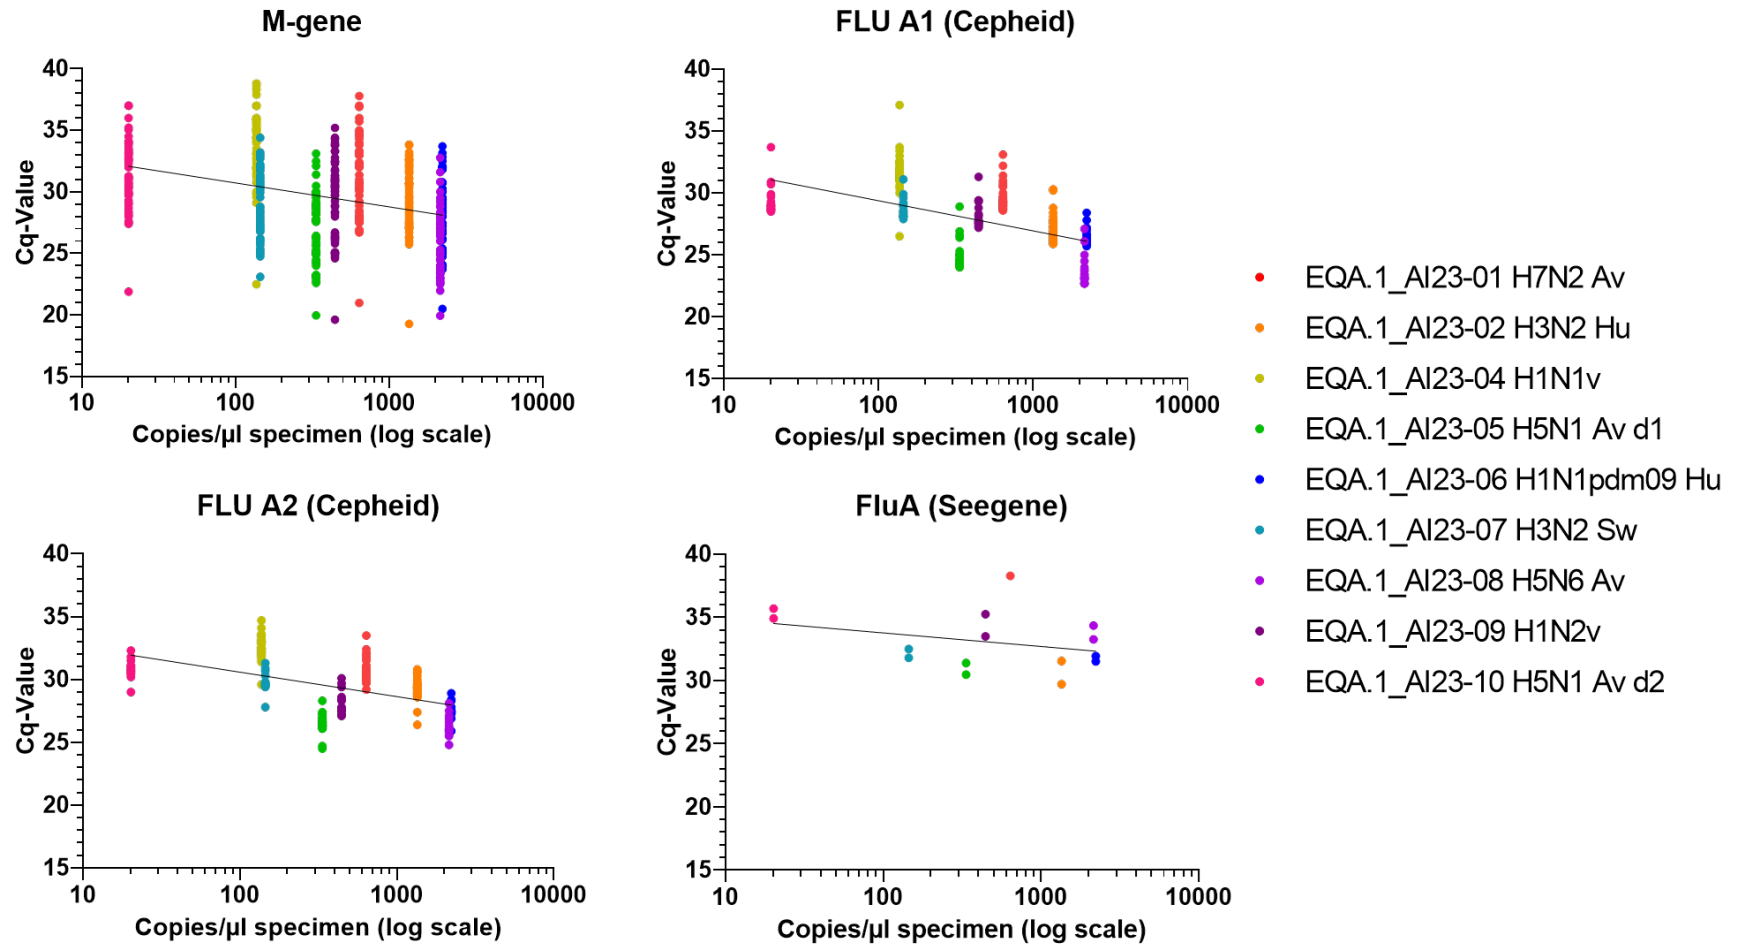 M-gene
40
35
30
25
20
15
Cq-Value
10 100 1000 10000
Copies/µl specimen (log scale)
FLU A1 (Cepheid)
40
35
30
25
20
15
Cq-Value
10 100 1000 10000
Copies/µl specimen (log scale)
FLU A2 (Cepheid)
40
35
30
25
20
15
Cq-Value
10 100 1000 10000
Copies/µl specimen (log scale)
FluA (Seegene)
40
35
30
25
20
15
Cq-Value
10 100 1000 10000
Copies/µl specimen (log scale)
EQA.1_AI23-01 H7N2 Av
EQA.1_AI23-02 H3N2 Hu
EQA.1_AI23-04 H1N1v
EQA.1_AI23-05 H5N1 Av d1
EQA.1_AI23-06 H1N1pdm09 Hu
EQA.1_AI23-07 H3N2 Sw
EQA.1_AI23-08 H5N6 Av
EQA.1_AI23-09 H1N2v
EQA.1_AI23-10 H5N1 Av d2